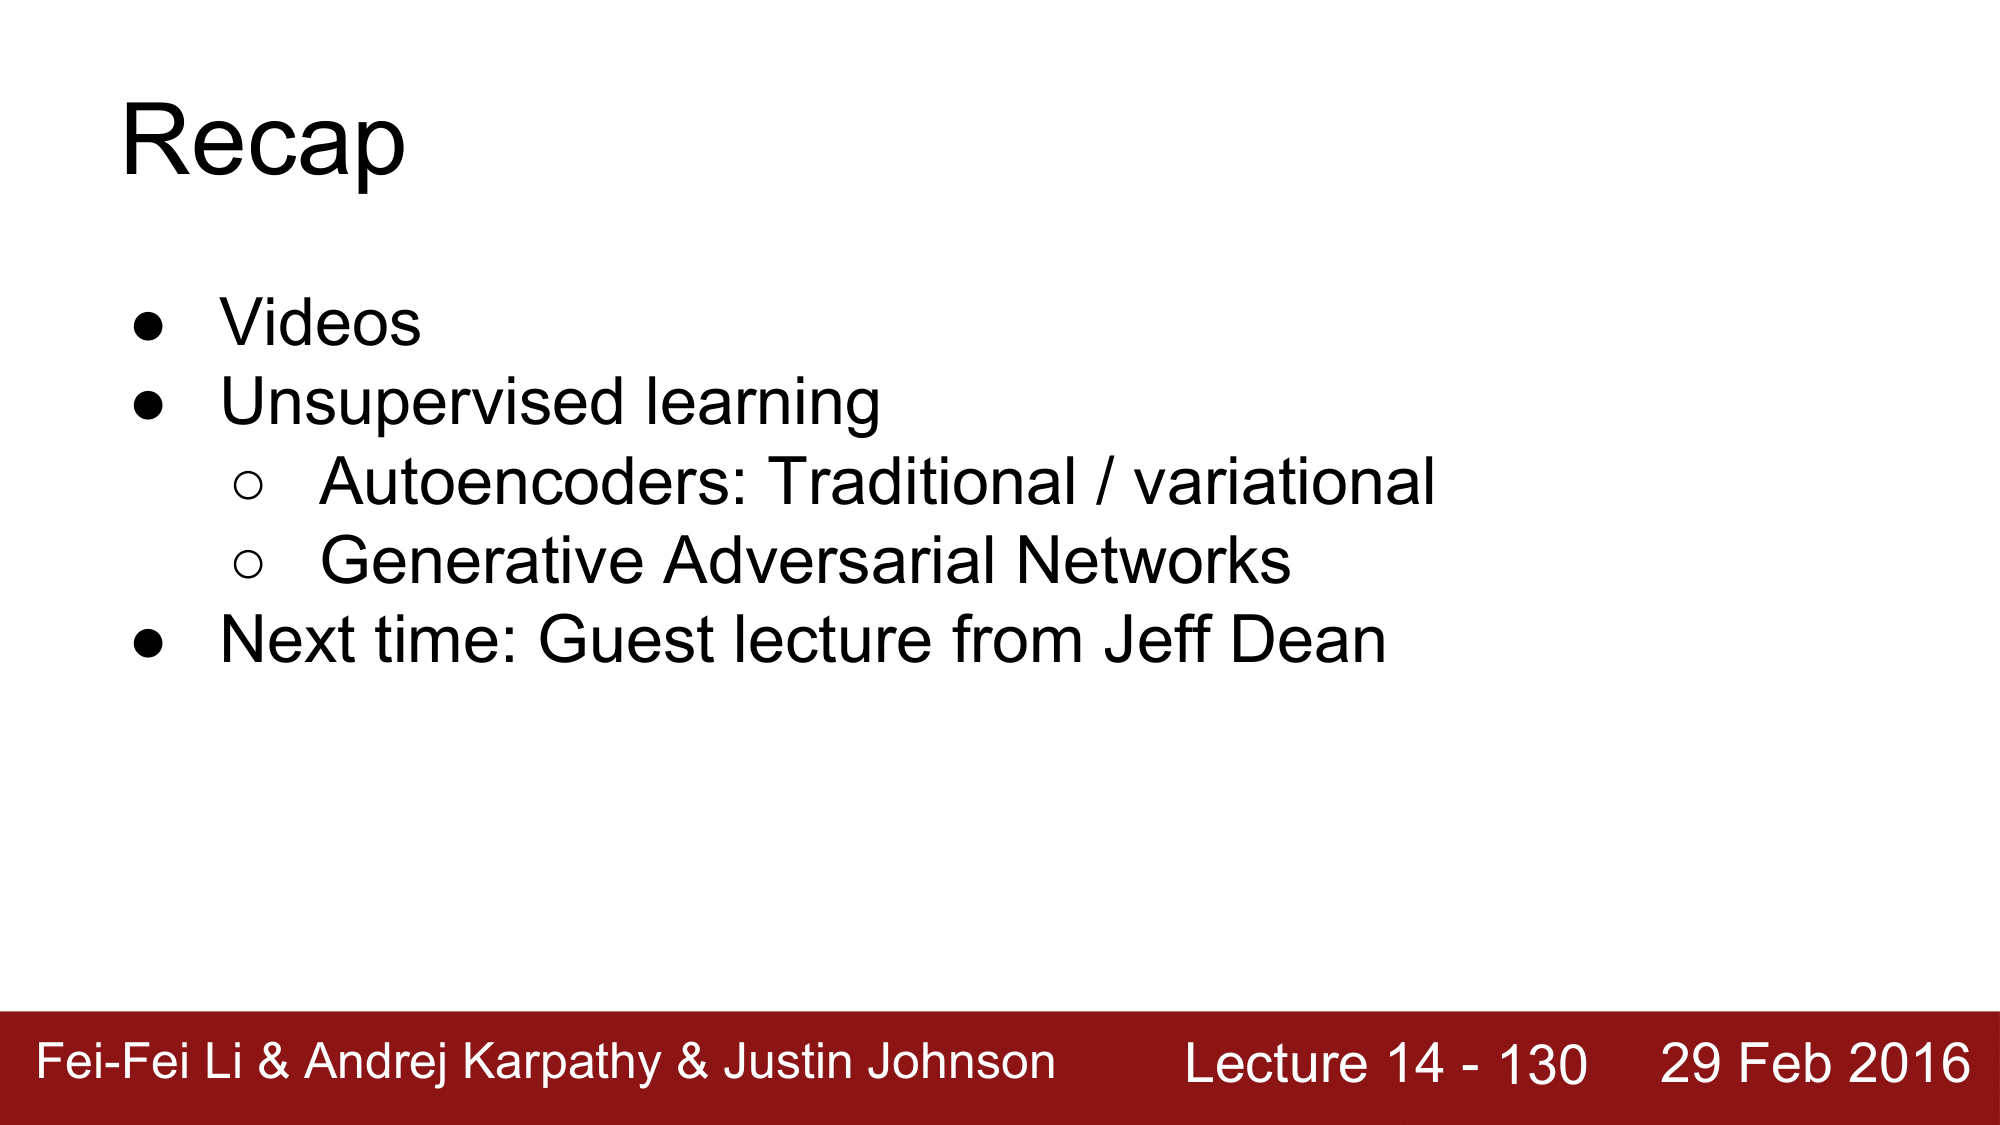 Recap
● Videos
● Unsupervised learning
○ Autoencoders: Traditional / variational
○ Generative Adversarial Networks
● Next time: Guest lecture from Jeff Dean
Fei-Fei Li & Andrej Karpathy & Justin Johnson Lecture 14 - 130 29 Feb 2016